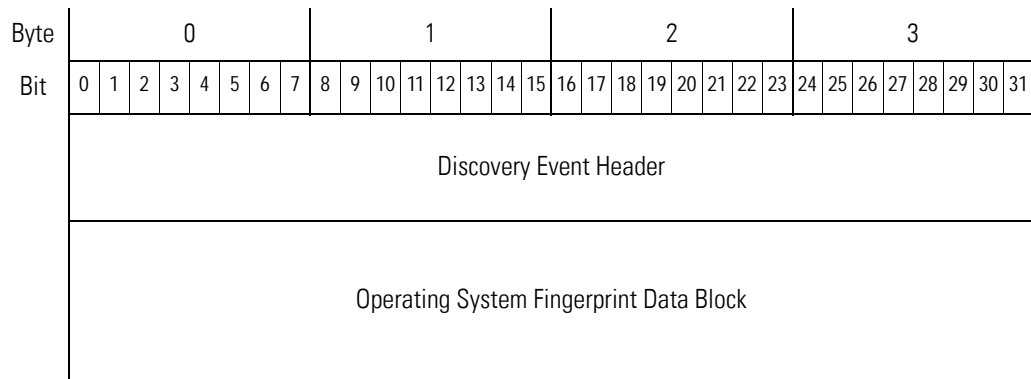 Byte 0 1 2 3
Bit 0 1 2 3 4 5 6 7 8 9 10 11 12 13 14 15 16 17 18 19 20 21 22 23 24 25 26 27 28 29 30 31
Discovery Event Header
Operating System Fingerprint Data Block